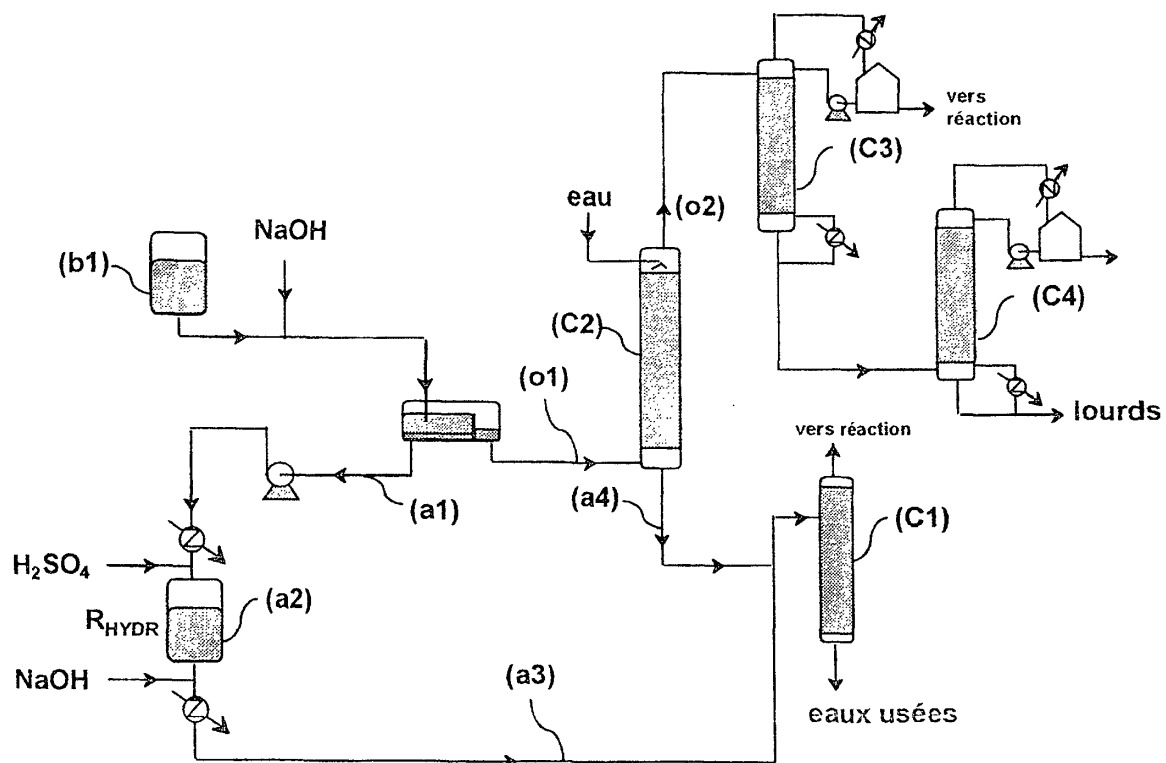 vers
réaction
(C3)
eau
(o2)
NaOH
(b1)
(C2)
(C4)
(o1)
lourds
vers réaction
(a1)
(a4)
(C1)
H₂SO₄
(a2)
R_HYDR
NaOH
(a3)
eaux usées